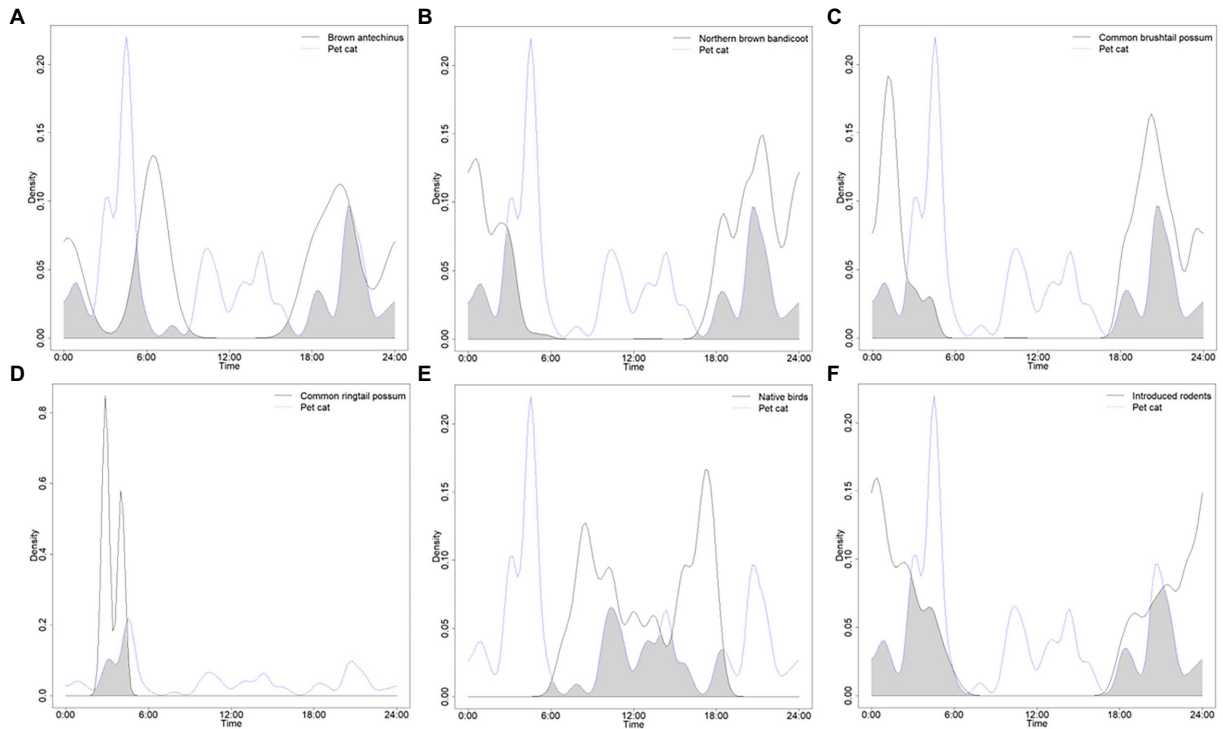 A
Brown antechinus
Pet cat
Density
0.00
0.05
0.10
0.15
0.20
0:00
6:00
12:00
18:00
24:00
Time
B
Northern brown bandicoot
Pet cat
Density
0.00
0.05
0.10
0.15
0.20
0:00
6:00
12:00
18:00
24:00
Time
C
Common brushtail possum
Pet cat
Density
0.00
0.05
0.10
0.15
0.20
0:00
6:00
12:00
18:00
24:00
Time
D
Common ringtail possum
Pet cat
Density
0.0
0.2
0.4
0.6
0.8
0:00
6:00
12:00
18:00
24:00
Time
E
Native birds
Pet cat
Density
0.00
0.05
0.10
0.15
0.20
0:00
6:00
12:00
18:00
24:00
Time
F
Introduced rodents
Pet cat
Density
0.00
0.05
0.10
0.15
0.20
0:00
6:00
12:00
18:00
24:00
Time